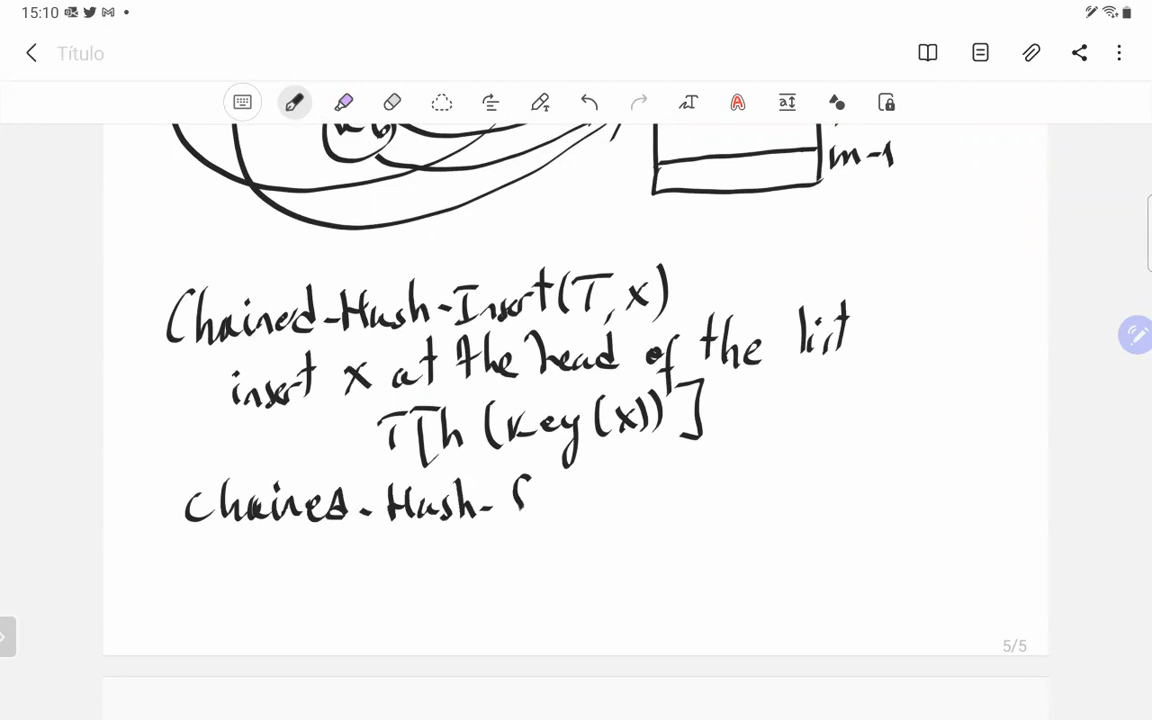 15:10
Título
k6
m-1
Chained-Hash-Insert(T,x)
insert x at the head of the list
T[h(key(x))]
Chained-Hash-S
5/5